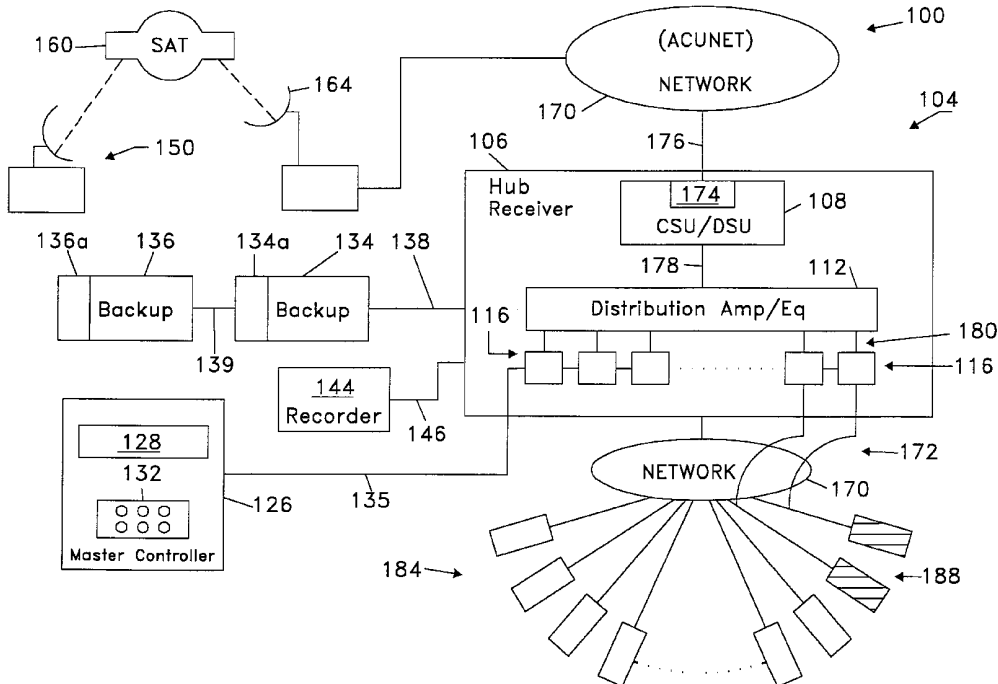 160
SAT
164
150
(ACUNET)
NETWORK
170
100
104
176
106
Hub
Receiver
174
CSU/DSU
108
178
112
Distribution Amp/Eq
136a
136
134a
134
138
Backup
Backup
139
116
180
116
144
Recorder
146
128
132
Master Controller
126
135
NETWORK
172
170
184
188